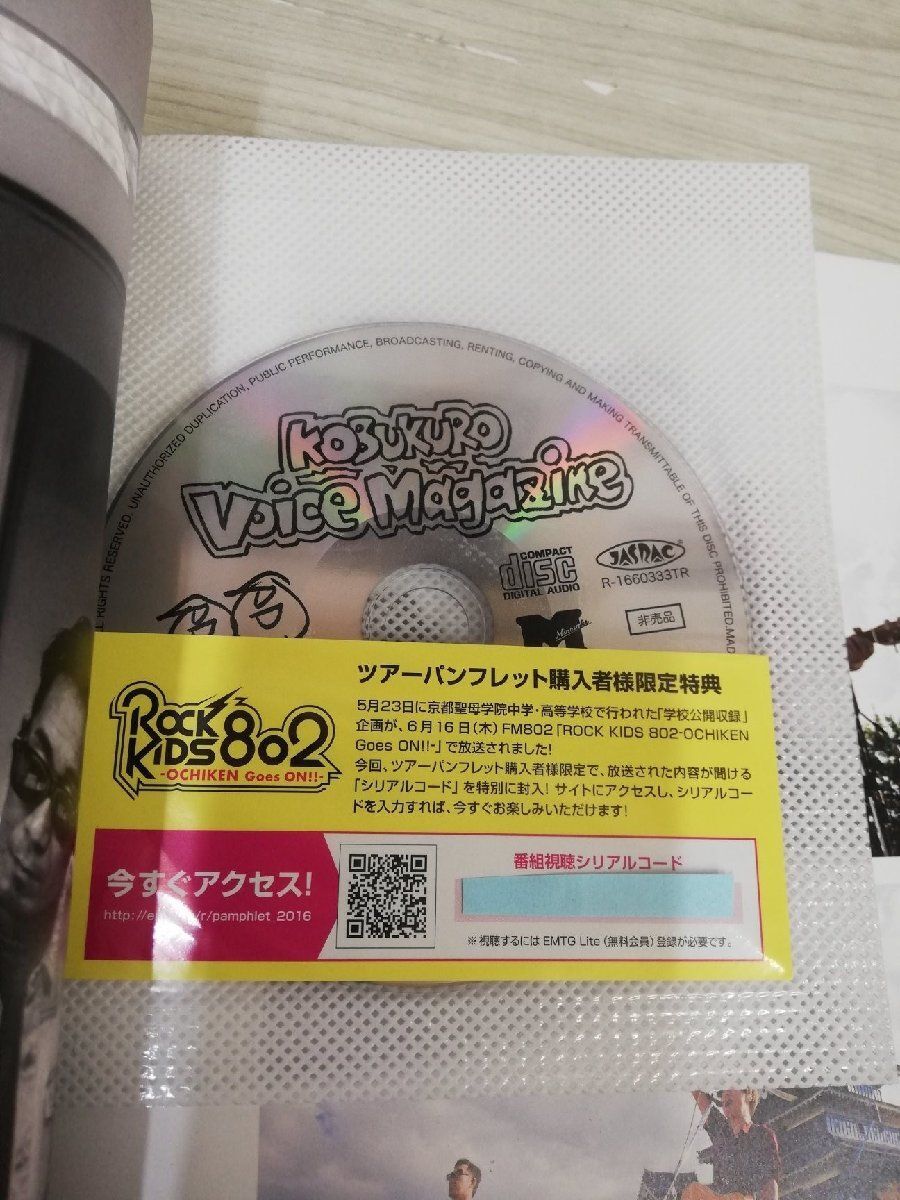 ALL RIGHTS RESERVED. UNAUTHORIZED DUPLICATION, PUBLIC PERFORMANCE, BROADCASTING, RENTING, COPYING AND MAKING TRANSMITTABLE OF THIS DISC PROHIBITED. MAD
KOBUKURO
Voice Magazine
COMPACT
disc
DIGITAL AUDIO
JASRAC
R-1660333TR
非売品
ROCK KIDS 802
-OCHIKEN Goes ON!!-
ツアーパンフレット購入者様限定特典
5月23日に京都聖母学院中学・高等学校で行われた「学校公開収録」
企画が、6月16日(木)FM802「ROCK KIDS 802-OCHIKEN
Goes ON!!-」で放送されました!
今回、ツアーパンフレット購入者様限定で、放送された内容が聞ける
「シリアルコード」を特別に封入!サイトにアクセスし、シリアルコー
ドを入力すれば、今すぐお楽しみいただけます!
今すぐアクセス!
/r/pamphlet_2016
番組視聴シリアルコード
※視聴するには EMTG Lite(無料会員)登録が必要です。